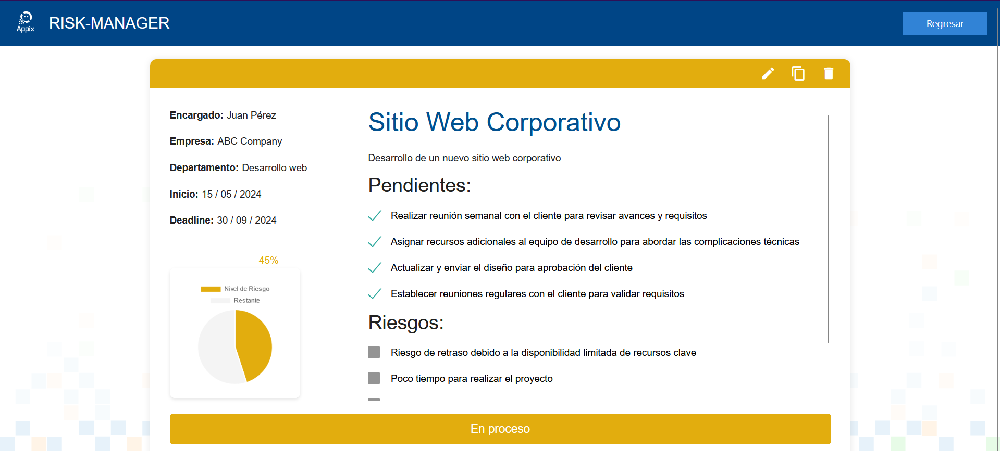 Appix
RISK-MANAGER
Regresar
Encargado: Juan Pérez
Empresa: ABC Company
Departamento: Desarrollo web
Inicio: 15 / 05 / 2024
Deadline: 30 / 09 / 2024
45%
Nivel de Riesgo
Restante
Sitio Web Corporativo
Desarrollo de un nuevo sitio web corporativo
Pendientes:
Realizar reunión semanal con el cliente para revisar avances y requisitos
Asignar recursos adicionales al equipo de desarrollo para abordar las complicaciones técnicas
Actualizar y enviar el diseño para aprobación del cliente
Establecer reuniones regulares con el cliente para validar requisitos
Riesgos:
Riesgo de retraso debido a la disponibilidad limitada de recursos clave
Poco tiempo para realizar el proyecto
En proceso